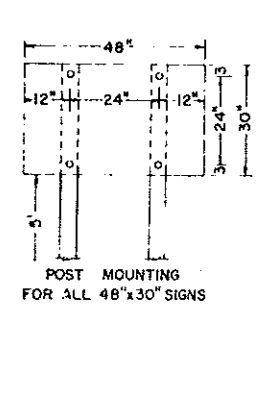 48"
12" 24" 12"
3
24"
30"
3
5'
POST MOUNTING
FOR ALL 48"x30" SIGNS